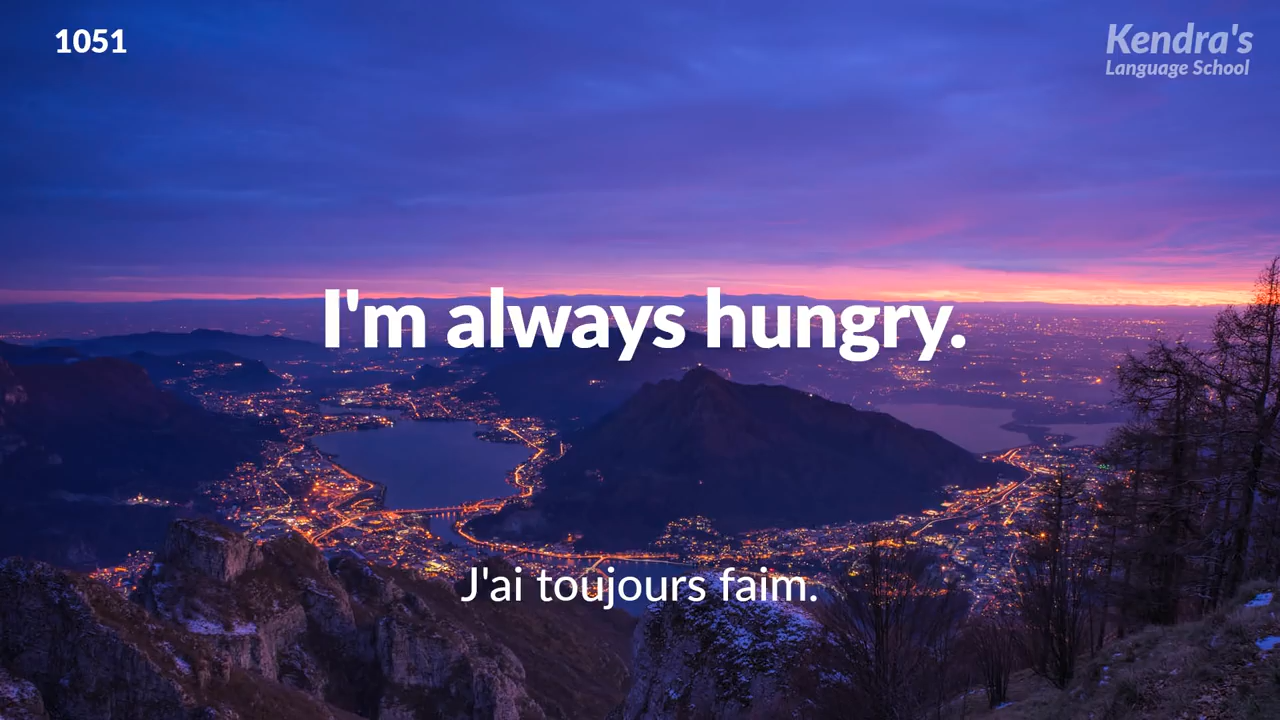 1051
Kendra's
Language School
I'm always hungry.
J'ai toujours faim.